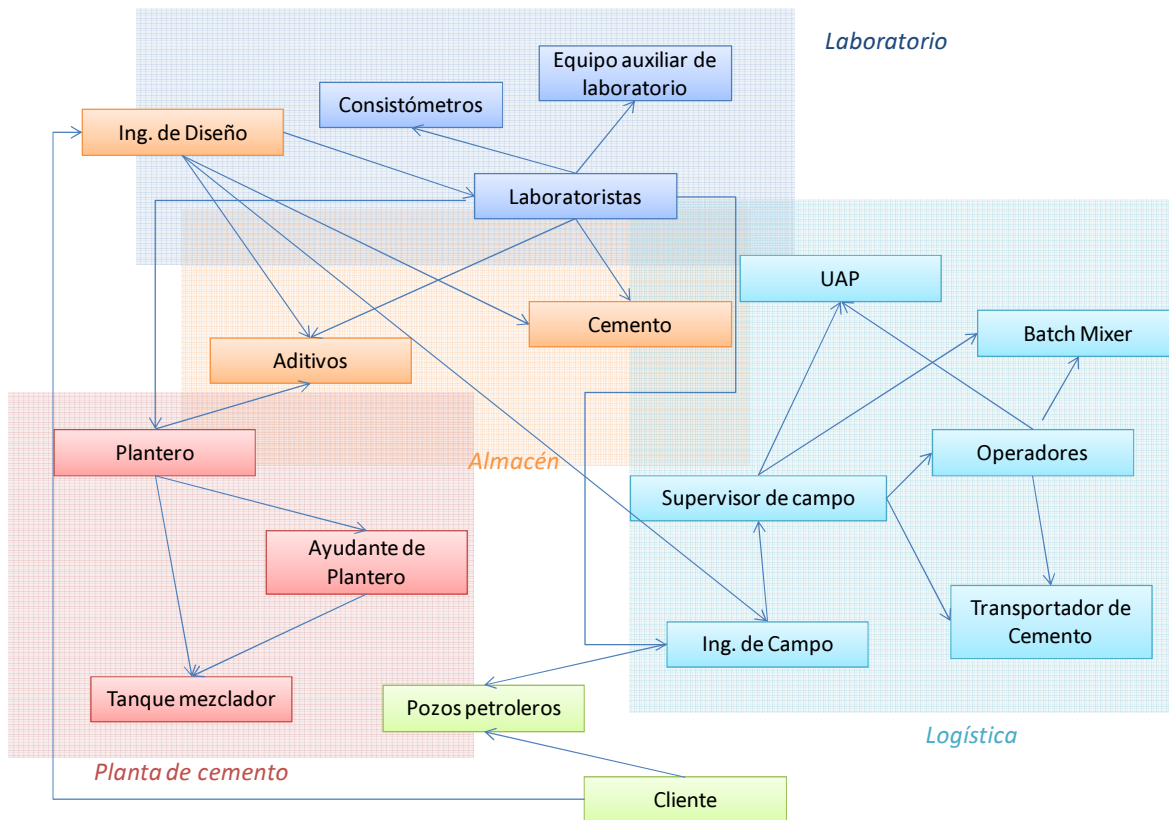 Laboratorio
Equipo auxiliar de
laboratorio
Consistómetros
Ing. de Diseño
Laboratoristas
UAP
Cemento
Batch Mixer
Aditivos
Plantero
Almacén
Operadores
Supervisor de campo
Ayudante de
Plantero
Transportador de
Cemento
Ing. de Campo
Tanque mezclador
Pozos petroleros
Logística
Planta de cemento
Cliente